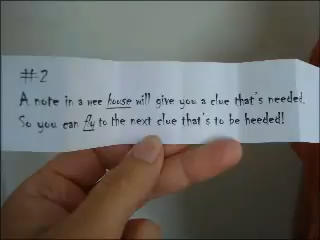 #2
A note in a wee house will give you a clue that's needed.
So you can fly to the next clue that's to be heeded!